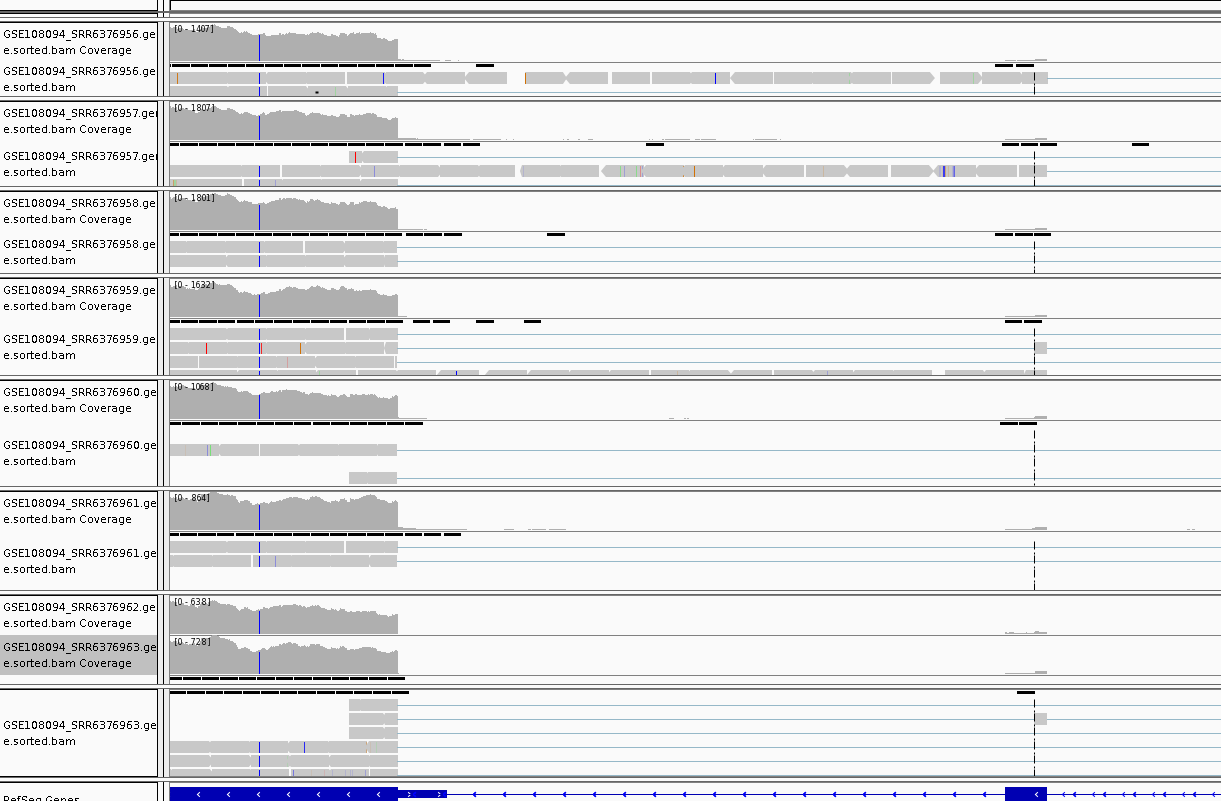 [0 - 1407]
GSE108094_SRR6376956.ge
e.sorted.bam Coverage
GSE108094_SRR6376956.ge
e.sorted.bam
[0 - 1807]
GSE108094_SRR6376957.ge
e.sorted.bam Coverage
GSE108094_SRR6376957.ge
e.sorted.bam
[0 - 1801]
GSE108094_SRR6376958.ge
e.sorted.bam Coverage
GSE108094_SRR6376958.ge
e.sorted.bam
[0 - 1632]
GSE108094_SRR6376959.ge
e.sorted.bam Coverage
GSE108094_SRR6376959.ge
e.sorted.bam
[0 - 1068]
GSE108094_SRR6376960.ge
e.sorted.bam Coverage
GSE108094_SRR6376960.ge
e.sorted.bam
[0 - 864]
GSE108094_SRR6376961.ge
e.sorted.bam Coverage
GSE108094_SRR6376961.ge
e.sorted.bam
[0 - 638]
GSE108094_SRR6376962.ge
e.sorted.bam Coverage
[0 - 728]
GSE108094_SRR6376963.ge
e.sorted.bam Coverage
GSE108094_SRR6376963.ge
e.sorted.bam
RefSeq Genes